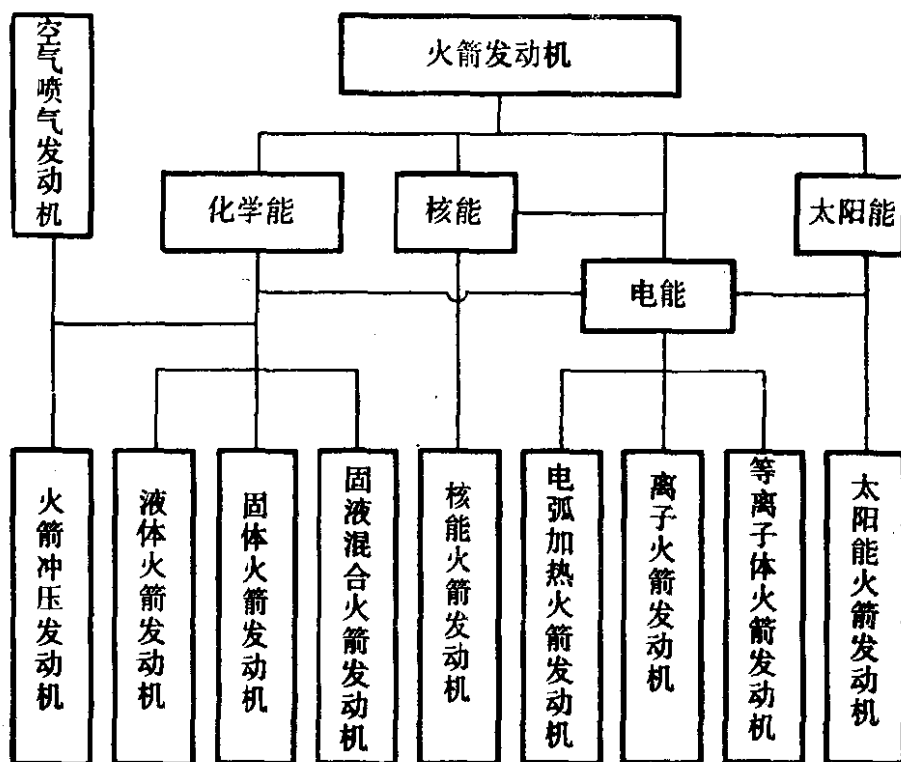 空气喷气发动机
火箭发动机
化学能
核能
太阳能
电能
火箭冲压发动机
液体火箭发动机
固体火箭发动机
固液混合火箭发动机
核能火箭发动机
电弧加热火箭发动机
离子火箭发动机
等离子体火箭发动机
太阳能火箭发动机